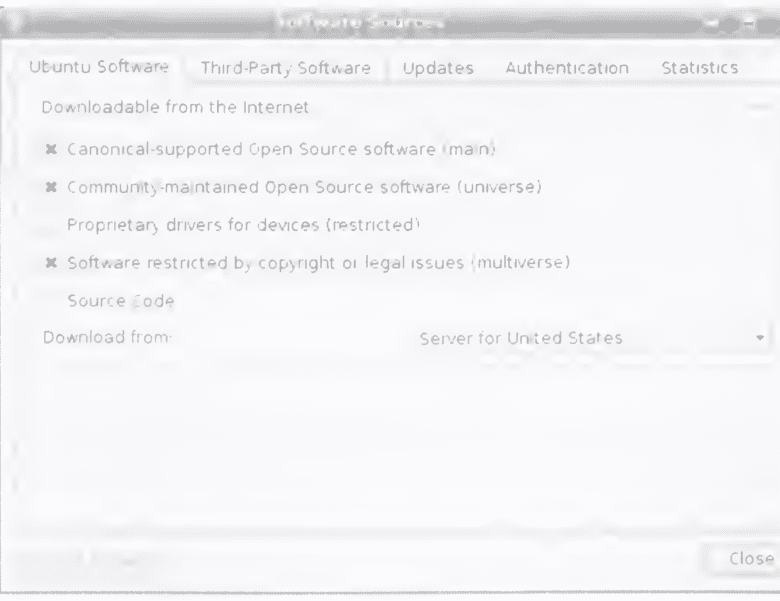 Software Sources
Ubuntu Software Third-Party Software Updates Authentication Statistics
Downloadable from the Internet
Canonical-supported Open Source software (main)
Community-maintained Open Source software (universe)
Proprietary drivers for devices (restricted)
Software restricted by copyright or legal issues (multiverse)
Source Code
Download from: Server for United States
Close